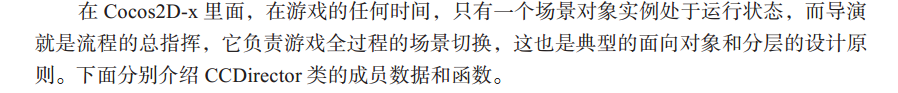 在 Cocos2D-x 里面，在游戏的任何时间，只有一个场景对象实例处于运行状态，而导演
就是流程的总指挥，它负责游戏全过程的场景切换，这也是典型的面向对象和分层的设计原
则。下面分别介绍 CCDirector 类的成员数据和函数。